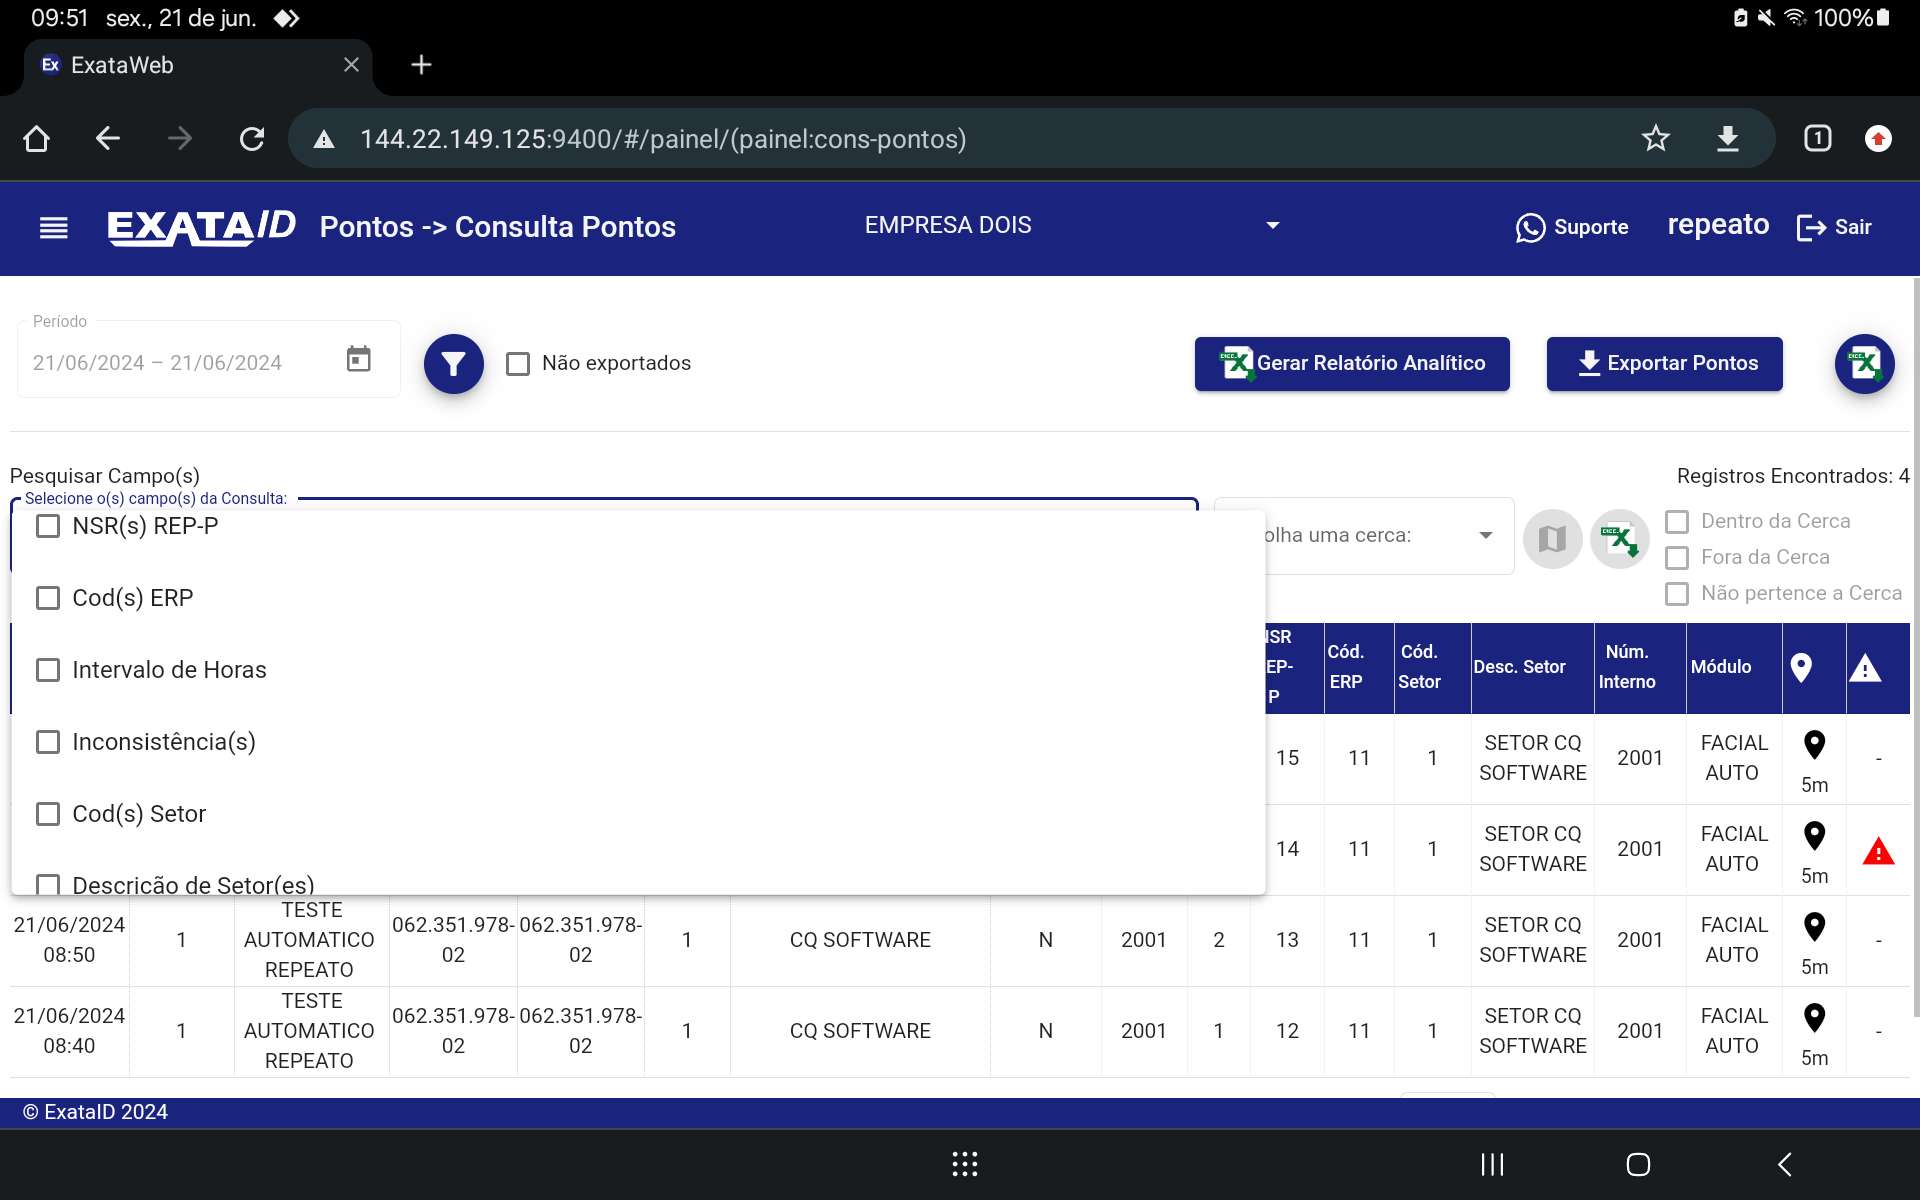 09:51 sex., 21 de jun. 100%
Ex ExataWeb
144.22.149.125:9400/#/painel/(painel:cons-pontos) 1
EXATAID Pontos -> Consulta Pontos EMPRESA DOIS Suporte repeato Sair
Período
21/06/2024 – 21/06/2024 Não exportados Gerar Relatório Analítico Exportar Pontos
Pesquisar Campo(s) Registros Encontrados: 4
Selecione o(s) campo(s) da Consulta:
NSR(s) REP-P
Cod(s) ERP
Intervalo de Horas
Inconsistência(s)
Cod(s) Setor
Descrição de Setor(es)
olha uma cerca:
Dentro da Cerca
Fora da Cerca
Não pertence a Cerca
NSR EP-P Cód. ERP Cód. Setor Desc. Setor Núm. Interno Módulo
15 11 1 SETOR CQ SOFTWARE 2001 FACIAL AUTO 5m -
14 11 1 SETOR CQ SOFTWARE 2001 FACIAL AUTO 5m
21/06/2024 08:50 1 TESTE AUTOMATICO REPEATO 062.351.978-02 062.351.978-02 1 CQ SOFTWARE N 2001 2 13 11 1 SETOR CQ SOFTWARE 2001 FACIAL AUTO 5m -
21/06/2024 08:40 1 TESTE AUTOMATICO REPEATO 062.351.978-02 062.351.978-02 1 CQ SOFTWARE N 2001 1 12 11 1 SETOR CQ SOFTWARE 2001 FACIAL AUTO 5m -
© ExataID 2024